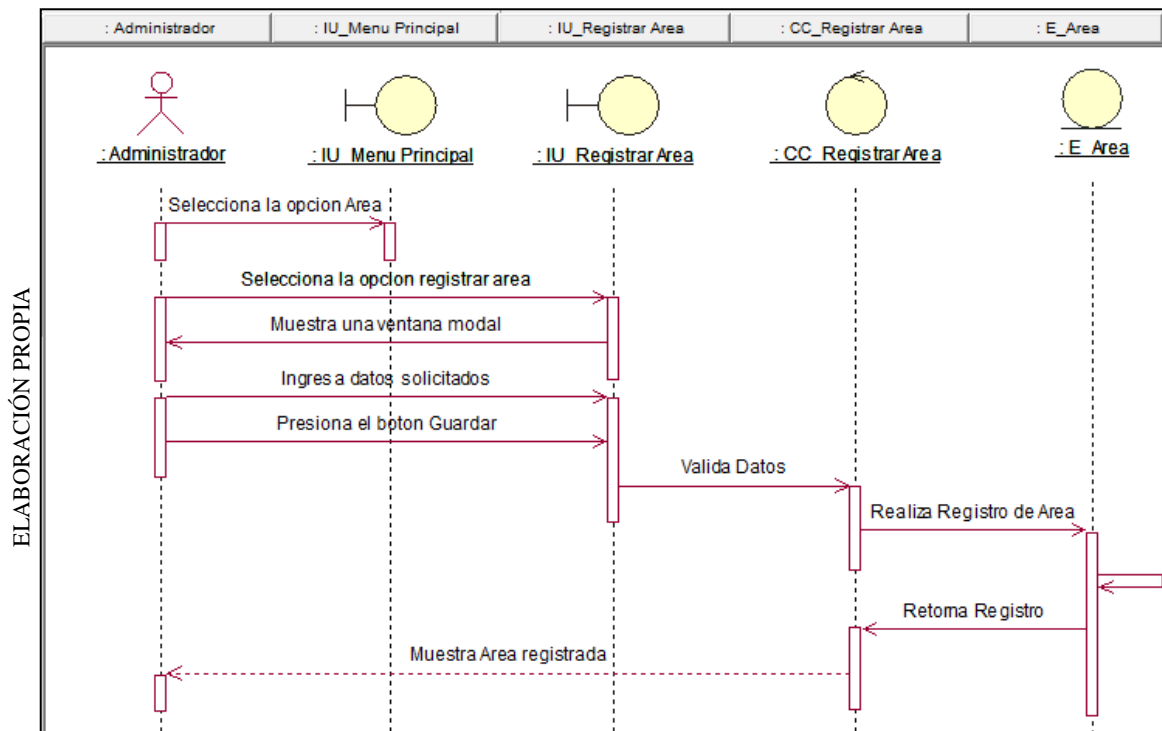 : Administrador
: IU_Menu Principal
: IU_Registrar Area
: CC_Registrar Area
: E_Area
: Administrador
: IU_Menu Principal
: IU_Registrar Area
: CC_Registrar Area
: E_Area
Selecciona la opcion Area
Selecciona la opcion registrar area
Muestra una ventana modal
Ingresa datos solicitados
Presiona el boton Guardar
Valida Datos
Realiza Registro de Area
Retorna Registro
Muestra Area registrada
ELABORACIÓN PROPIA